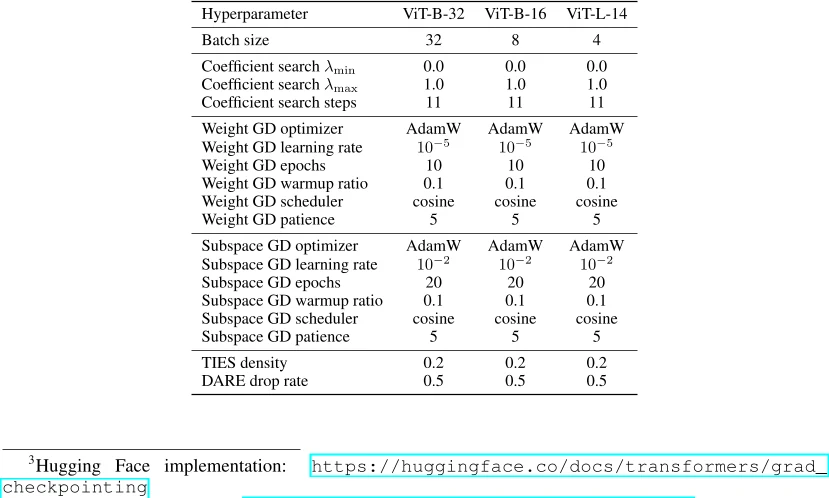 Hyperparameter ViT-B-32 ViT-B-16 ViT-L-14
Batch size 32 8 4
Coefficient search λmin 0.0 0.0 0.0
Coefficient search λmax 1.0 1.0 1.0
Coefficient search steps 11 11 11
Weight GD optimizer AdamW AdamW AdamW
Weight GD learning rate 10⁻⁵ 10⁻⁵ 10⁻⁵
Weight GD epochs 10 10 10
Weight GD warmup ratio 0.1 0.1 0.1
Weight GD scheduler cosine cosine cosine
Weight GD patience 5 5 5
Subspace GD optimizer AdamW AdamW AdamW
Subspace GD learning rate 10⁻² 10⁻² 10⁻²
Subspace GD epochs 20 20 20
Subspace GD warmup ratio 0.1 0.1 0.1
Subspace GD scheduler cosine cosine cosine
Subspace GD patience 5 5 5
TIES density 0.2 0.2 0.2
DARE drop rate 0.5 0.5 0.5
³Hugging Face implementation: https://huggingface.co/docs/transformers/grad_
checkpointing